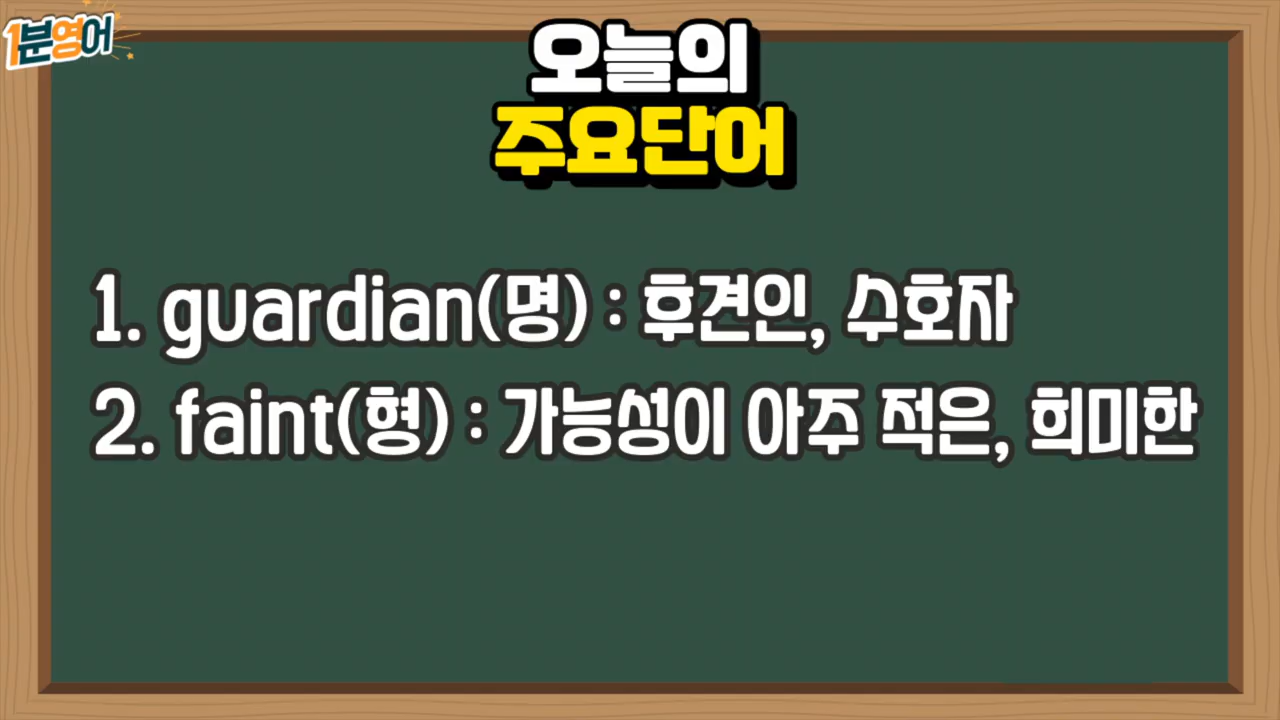 1분영어
오늘의
주요단어
1. guardian(명) : 후견인, 수호자
2. faint(형) : 가능성이 아주 적은, 희미한